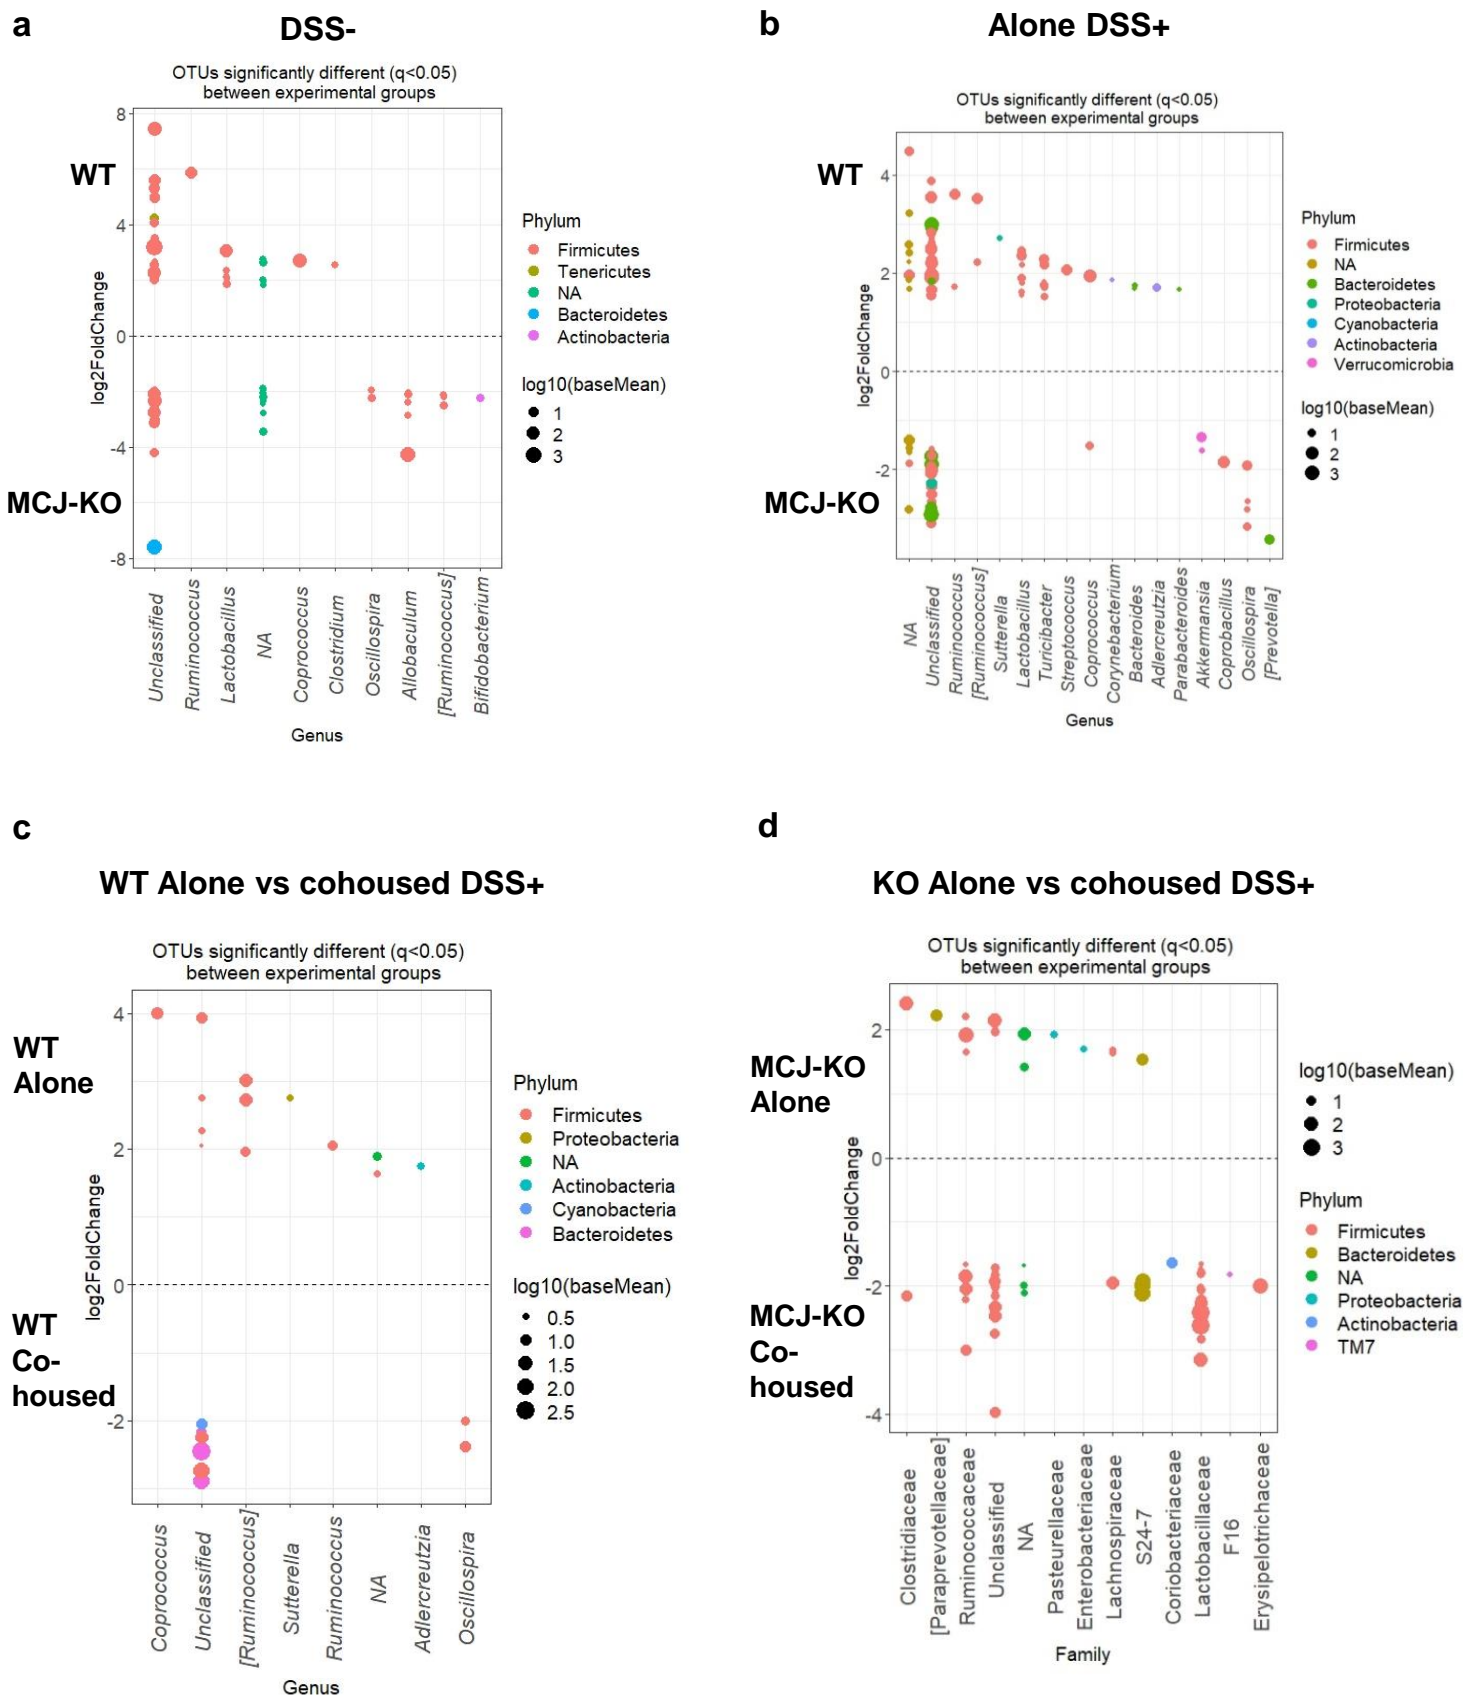 a
DSS-
OTUs significantly different (q<0.05)
between experimental groups
WT
MCJ-KO
log2FoldChange
8
4
0
-4
-8
Unclassified
Ruminococcus
Lactobacillus
NA
Coprococcus
Clostridium
Oscillospira
Allobaculum
[Ruminococcus]
Bifidobacterium
Genus
Phylum
Firmicutes
Tenericutes
NA
Bacteroidetes
Actinobacteria
log10(baseMean)
1
2
3
b
Alone DSS+
OTUs significantly different (q<0.05)
between experimental groups
WT
MCJ-KO
log2FoldChange
4
2
0
-2
NA
Unclassified
Ruminococcus
[Ruminococcus]
Sutterella
Lactobacillus
Turicibacter
Streptococcus
Coprococcus
Corynebacterium
Bacteroides
Adlercreutzia
Parabacteroides
Akkermansia
Coprobacillus
Oscillospira
[Prevotella]
Genus
Phylum
Firmicutes
NA
Bacteroidetes
Proteobacteria
Cyanobacteria
Actinobacteria
Verrucomicrobia
log10(baseMean)
1
2
3
c
WT Alone vs cohoused DSS+
OTUs significantly different (q<0.05)
between experimental groups
WT
Alone
WT
Co-
housed
log2FoldChange
4
2
0
-2
Coprococcus
Unclassified
[Ruminococcus]
Sutterella
Ruminococcus
NA
Adlercreutzia
Oscillospira
Genus
Phylum
Firmicutes
Proteobacteria
NA
Actinobacteria
Cyanobacteria
Bacteroidetes
log10(baseMean)
0.5
1.0
1.5
2.0
2.5
d
KO Alone vs cohoused DSS+
OTUs significantly different (q<0.05)
between experimental groups
MCJ-KO
Alone
MCJ-KO
Co-
housed
log2FoldChange
2
0
-2
-4
Clostridiaceae
[Paraprevotellaceae]
Ruminococcaceae
Unclassified
NA
Pasteurellaceae
Enterobacteriaceae
Lachnospiraceae
S24-7
Coriobacteriaceae
Lactobacillaceae
F16
Erysipelotrichaceae
Family
log10(baseMean)
1
2
3
Phylum
Firmicutes
Bacteroidetes
NA
Proteobacteria
Actinobacteria
TM7